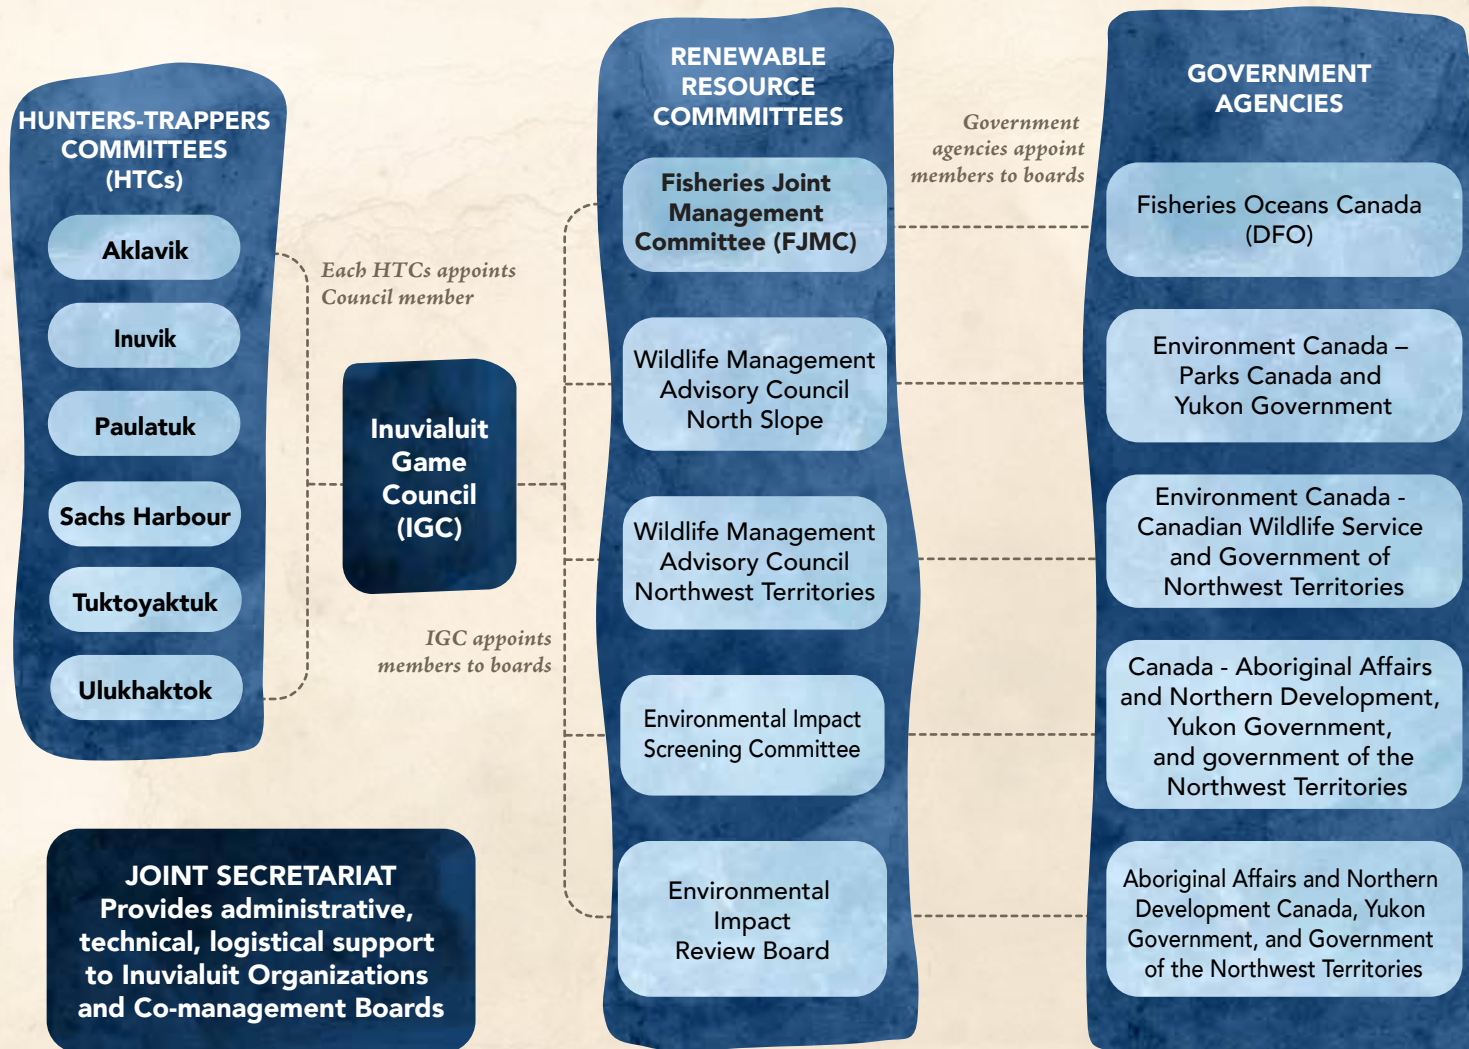 HUNTERS-TRAPPERS
COMMITTEES
(HTCs)
Aklavik
Inuvik
Paulatuk
Sachs Harbour
Tuktoyaktuk
Ulukhaktok
Each HTCs appoints
Council member
Inuvialuit
Game
Council
(IGC)
IGC appoints
members to boards
JOINT SECRETARIAT
Provides administrative,
technical, logistical support
to Inuvialuit Organizations
and Co-management Boards
RENEWABLE
RESOURCE
COMMMITTEES
Fisheries Joint
Management
Committee (FJMC)
Wildlife Management
Advisory Council
North Slope
Wildlife Management
Advisory Council
Northwest Territories
Environmental Impact
Screening Committee
Environmental
Impact
Review Board
Government
agencies appoint
members to boards
GOVERNMENT
AGENCIES
Fisheries Oceans Canada
(DFO)
Environment Canada –
Parks Canada and
Yukon Government
Environment Canada -
Canadian Wildlife Service
and Government of
Northwest Territories
Canada - Aboriginal Affairs
and Northern Development,
Yukon Government,
and government of the
Northwest Territories
Aboriginal Affairs and Northern
Development Canada, Yukon
Government, and Government
of the Northwest Territories